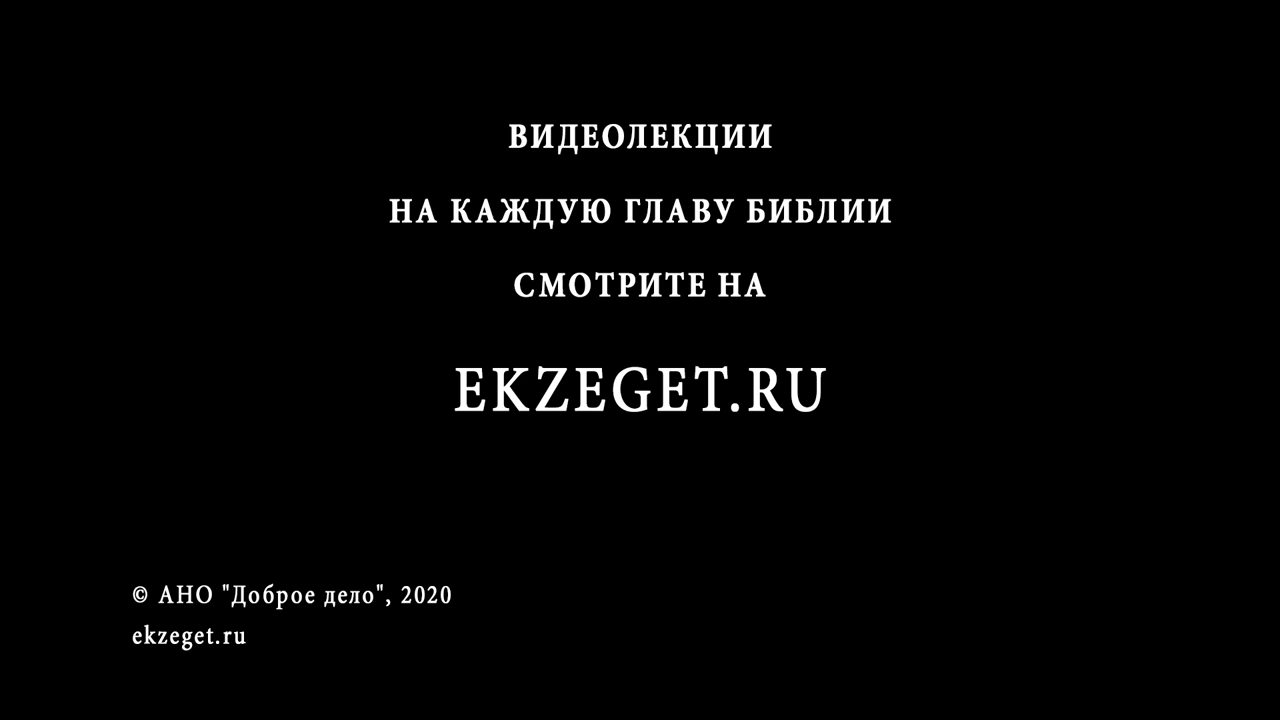 ВИДЕОЛЕКЦИИ
НА КАЖДУЮ ГЛАВУ БИБЛИИ
СМОТРИТЕ НА
EKZEGET.RU
© АНО "Доброе дело", 2020
ekzeget.ru